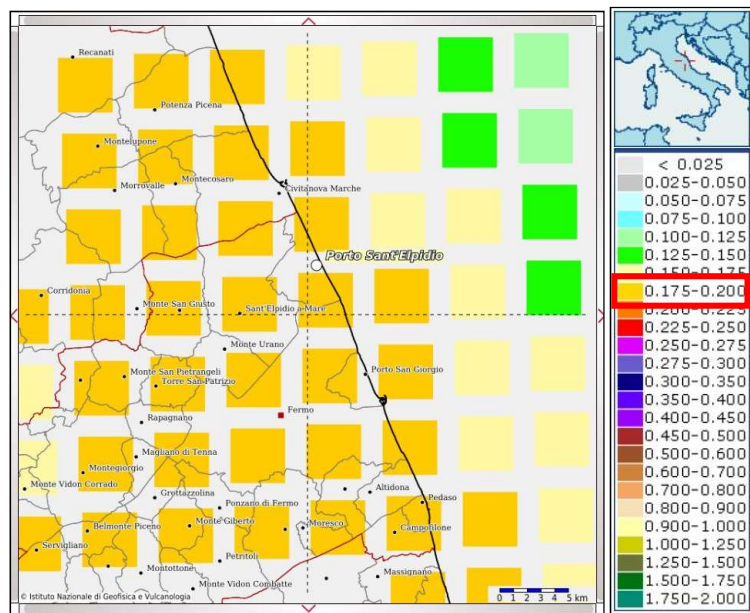 Recanati
Potenza Picena
Montelupone
Morrovalle
Montecosaro
Civitanova Marche
Porto Sant'Elpidio
Corridonia
Monte San Giusto
Sant'Elpidio a Mare
Monte Urano
Monte San Pietrangeli
Torre San Patrizio
Porto San Giorgio
Rapagnano
Fermo
Magliano di Tenna
Montegiorgio
Monte Vidon Corrado
Grottazzolina
Ponzano di Fermo
Altidona
Pedaso
Belmonte Piceno
Monte Giberto
Moresco
Campofilone
Servigliano
Petritoli
Montottone
Monte Vidon Combatte
Massignano
© Istituto Nazionale di Geofisica e Vulcanologia
0 1 2 3 4 5 km
< 0.025
0.025-0.050
0.050-0.075
0.075-0.100
0.100-0.125
0.125-0.150
0.150-0.175
0.175-0.200
0.200-0.225
0.225-0.250
0.250-0.275
0.275-0.300
0.300-0.350
0.350-0.400
0.400-0.450
0.450-0.500
0.500-0.600
0.600-0.700
0.700-0.800
0.800-0.900
0.900-1.000
1.000-1.250
1.250-1.500
1.500-1.750
1.750-2.000